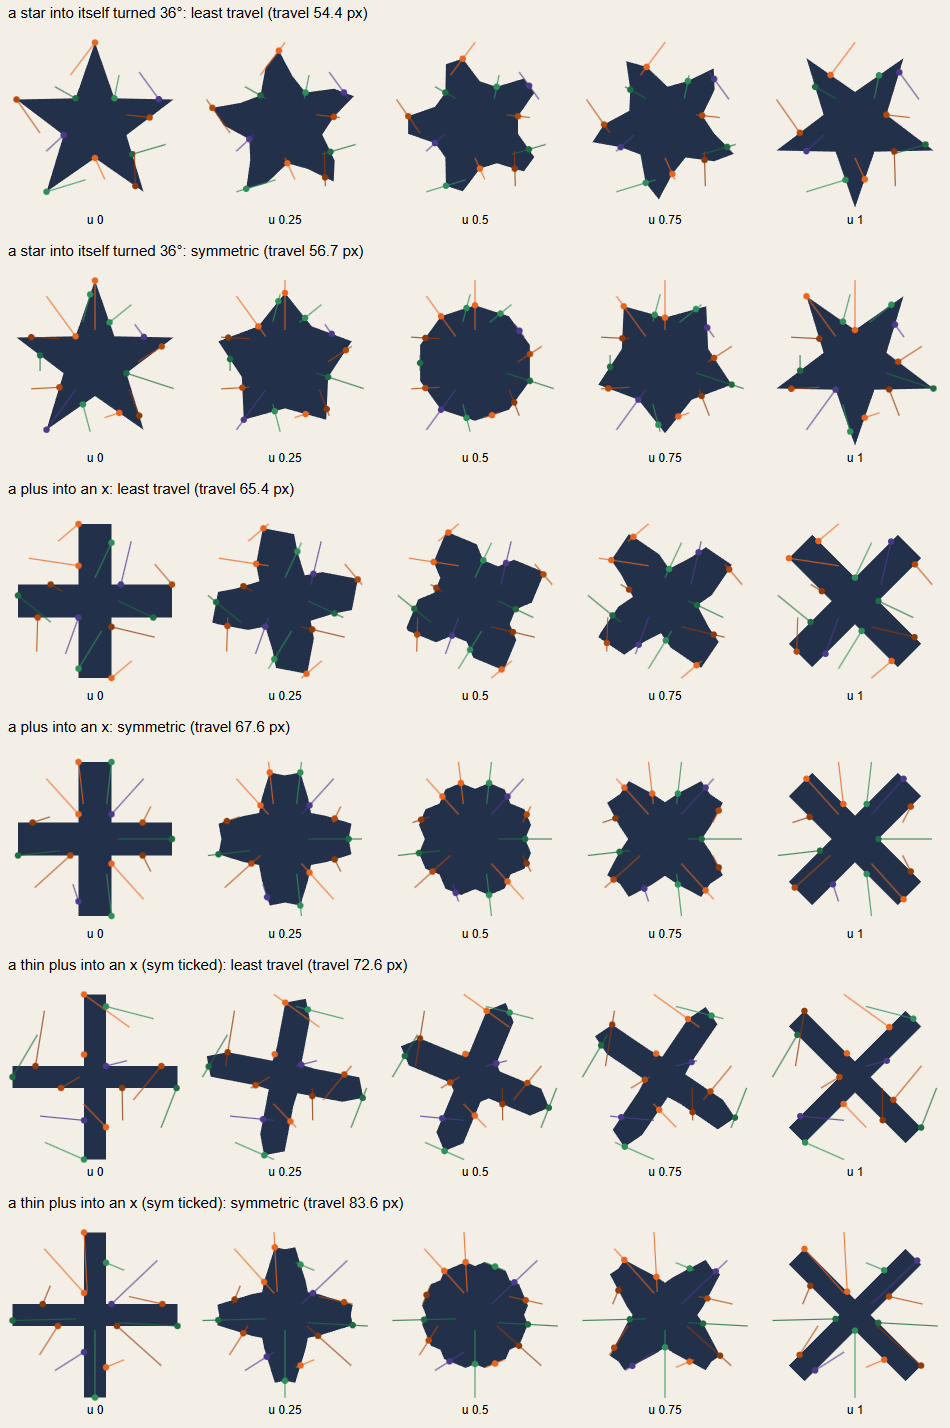 a star into itself turned 36°: least travel (travel 54.4 px)
u 0 u 0.25 u 0.5 u 0.75 u 1
a star into itself turned 36°: symmetric (travel 56.7 px)
u 0 u 0.25 u 0.5 u 0.75 u 1
a plus into an x: least travel (travel 65.4 px)
u 0 u 0.25 u 0.5 u 0.75 u 1
a plus into an x: symmetric (travel 67.6 px)
u 0 u 0.25 u 0.5 u 0.75 u 1
a thin plus into an x (sym ticked): least travel (travel 72.6 px)
u 0 u 0.25 u 0.5 u 0.75 u 1
a thin plus into an x (sym ticked): symmetric (travel 83.6 px)
u 0 u 0.25 u 0.5 u 0.75 u 1